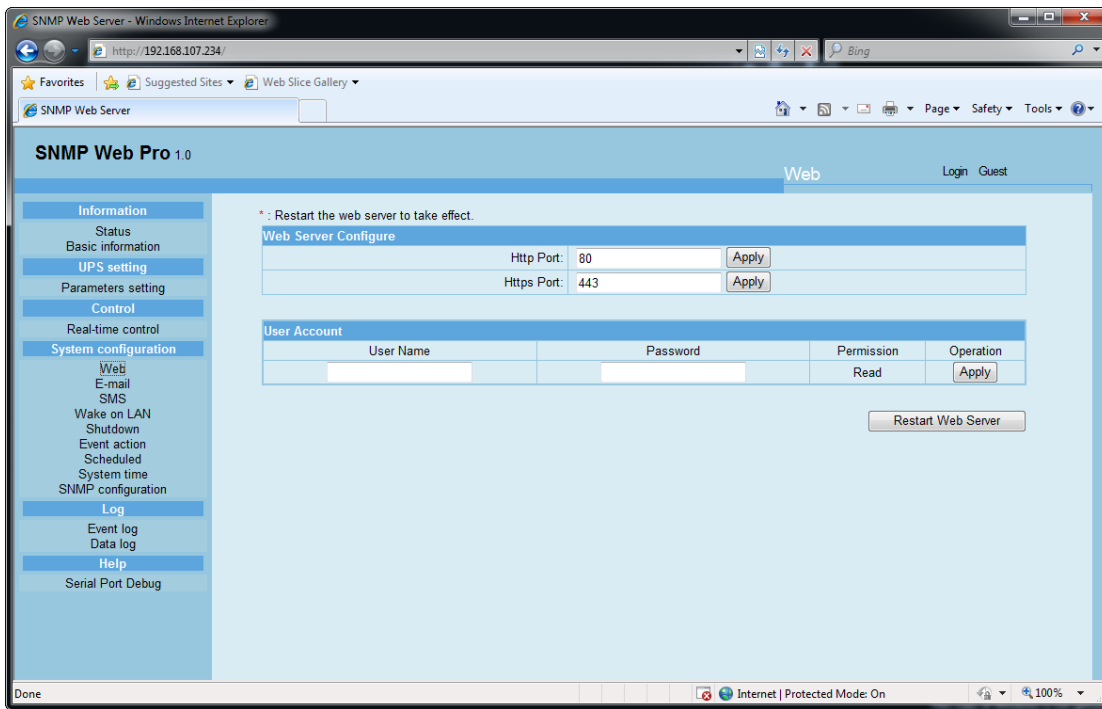 SNMP Web Server - Windows Internet Explorer
http://192.168.107.234/
Bing
Favorites Suggested Sites Web Slice Gallery
SNMP Web Server
Page Safety Tools
SNMP Web Pro 1.0
Web
Login Guest
Information
Status
Basic information
UPS setting
Parameters setting
Control
Real-time control
System configuration
Web
E-mail
SMS
Wake on LAN
Shutdown
Event action
Scheduled
System time
SNMP configuration
Log
Event log
Data log
Help
Serial Port Debug
* : Restart the web server to take effect.
Web Server Configure
Http Port: 80 Apply
Https Port: 443 Apply
User Account
User Name Password Permission Operation
Read Apply
Restart Web Server
Done
Internet | Protected Mode: On
100%